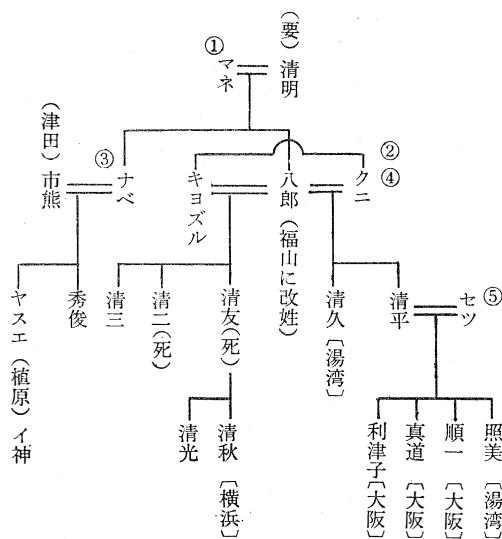 (要)清明
①マネ
②④クニ
八郎(福山に改姓)
キヨズル
③ナベ
(津田)市熊
⑤セツ
清平
清久〔湯湾〕
清友(死)
清二(死)
清三
秀俊
ヤスエ(植原)イ神
照美〔湯湾〕
順一〔大阪〕
真道〔大阪〕
利津子〔大阪〕
清秋〔横浜〕
清光